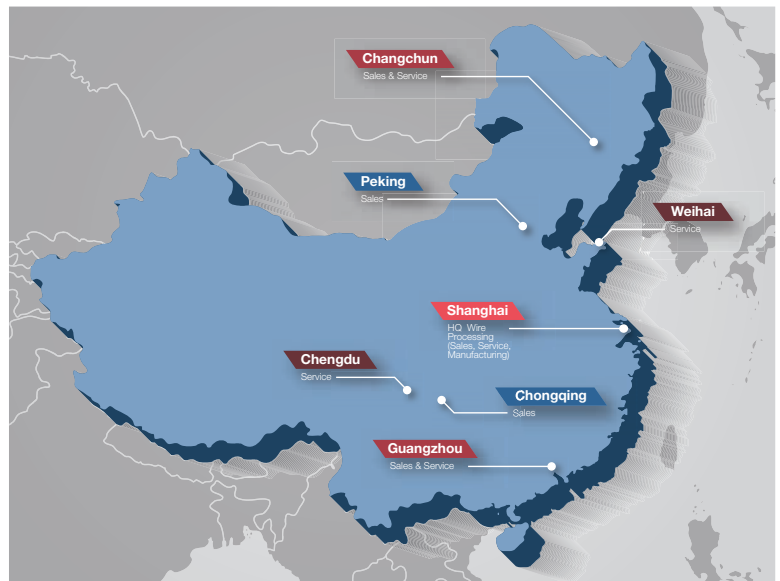 Changchun
Sales & Service
Peking
Sales
Weihai
Service
Shanghai
HQ Wire
Processing
(Sales, Service,
Manufacturing)
Chengdu
Service
Chongqing
Sales
Guangzhou
Sales & Service